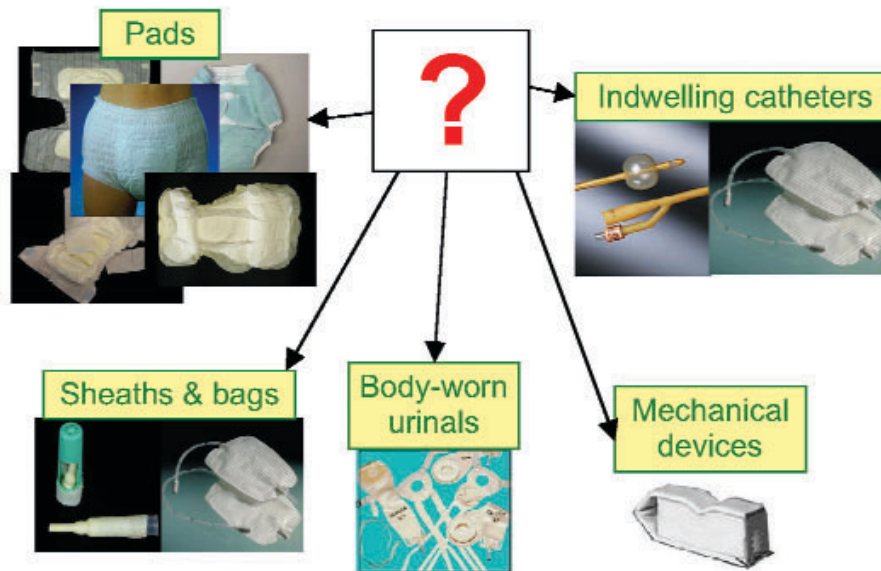 Pads
?
Indwelling catheters
Sheaths & bags
Body-worn
urinals
Mechanical
devices